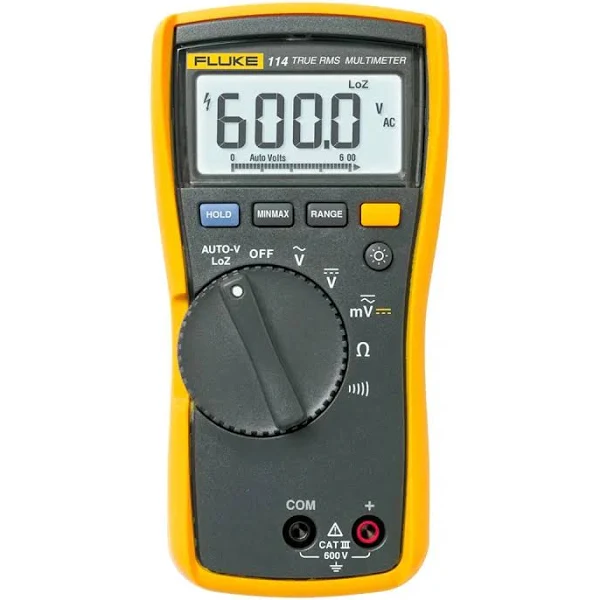 FLUKE 114 TRUE RMS MULTIMETER
LoZ
600.0 V AC
0 Auto Volts 6 00
HOLD MINMAX RANGE
AUTO-V LoZ
OFF
V
V
mV
Ω
COM +
CAT III
600 V